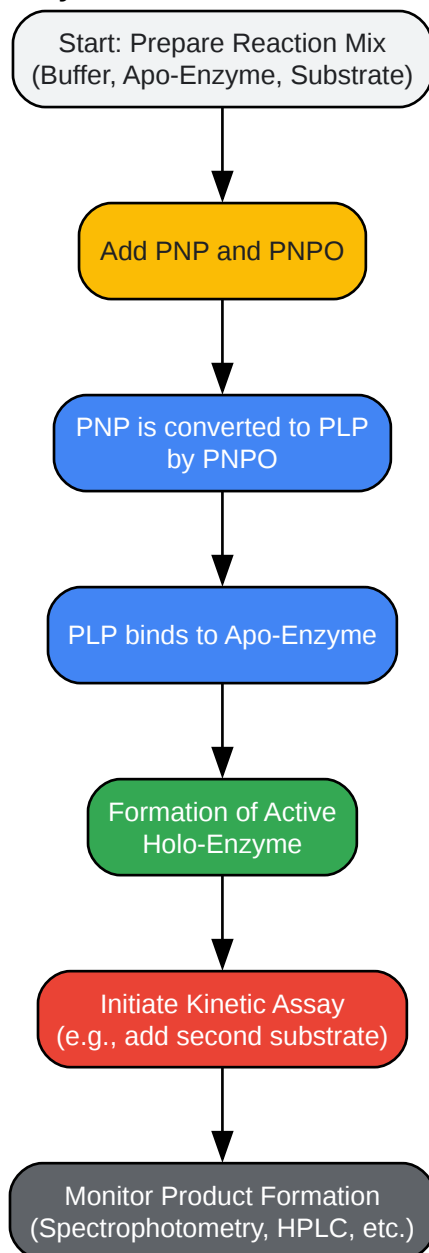 Start: Prepare Reaction Mix
(Buffer, Apo-Enzyme, Substrate)
Add PNP and PNPO
PNP is converted to PLP
by PNPO
PLP binds to Apo-Enzyme
Formation of Active
Holo-Enzyme
Initiate Kinetic Assay
(e.g., add second substrate)
Monitor Product Formation
(Spectrophotometry, HPLC, etc.)